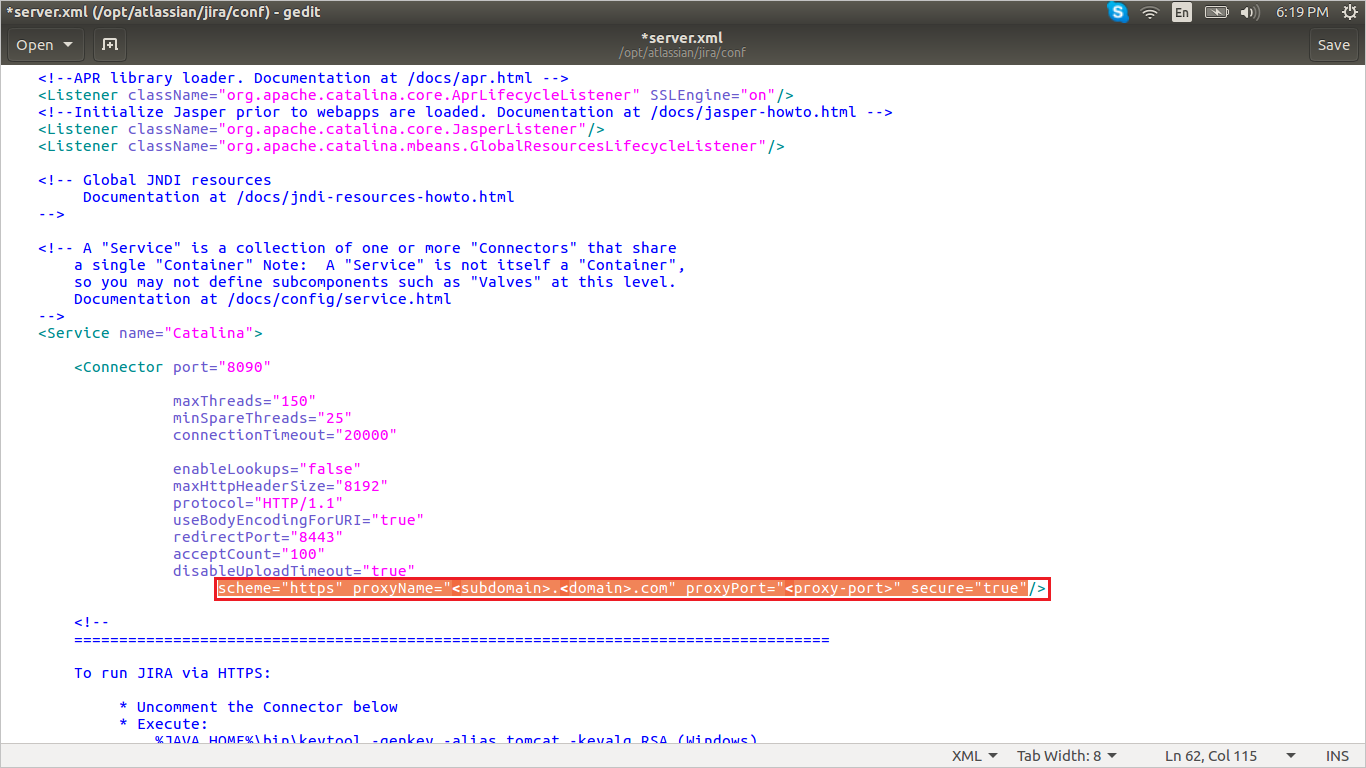 *server.xml (/opt/atlassian/jira/conf) - gedit
En
6:19 PM
Open
*server.xml
/opt/atlassian/jira/conf
Save
<!--APR library loader. Documentation at /docs/apr.html -->
<Listener className="org.apache.catalina.core.AprLifecycleListener" SSLEngine="on"/>
<!--Initialize Jasper prior to webapps are loaded. Documentation at /docs/jasper-howto.html -->
<Listener className="org.apache.catalina.core.JasperListener"/>
<Listener className="org.apache.catalina.mbeans.GlobalResourcesLifecycleListener"/>
<!-- Global JNDI resources
Documentation at /docs/jndi-resources-howto.html
-->
<!-- A "Service" is a collection of one or more "Connectors" that share
a single "Container" Note:  A "Service" is not itself a "Container",
so you may not define subcomponents such as "Valves" at this level.
Documentation at /docs/config/service.html
-->
<Service name="Catalina">
<Connector port="8090"
maxThreads="150"
minSpareThreads="25"
connectionTimeout="20000"
enableLookups="false"
maxHttpHeaderSize="8192"
protocol="HTTP/1.1"
useBodyEncodingForURI="true"
redirectPort="8443"
acceptCount="100"
disableUploadTimeout="true"
scheme="https" proxyName="<subdomain>.<domain>.com" proxyPort="<proxy-port>" secure="true"/>
<!--
====================================================================================
To run JIRA via HTTPS:
* Uncomment the Connector below
* Execute:
%JAVA_HOME%\bin\keytool -genkey -alias tomcat -keyalg RSA (Windows)
XML
Tab Width: 8
Ln 62, Col 115
INS